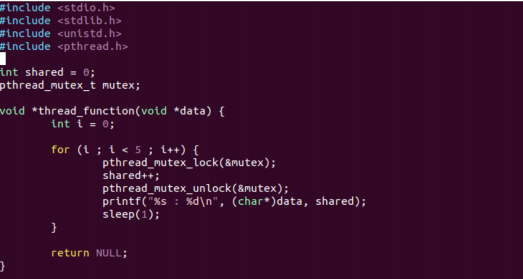 #include <stdio.h>
#include <stdlib.h>
#include <unistd.h>
#include <pthread.h>
int shared = 0;
pthread_mutex_t mutex;
void *thread_function(void *data) {
int i = 0;
for (i ; i < 5 ; i++) {
pthread_mutex_lock(&mutex);
shared++;
pthread_mutex_unlock(&mutex);
printf("%s : %d\n", (char*)data, shared);
sleep(1);
}
return NULL;
}